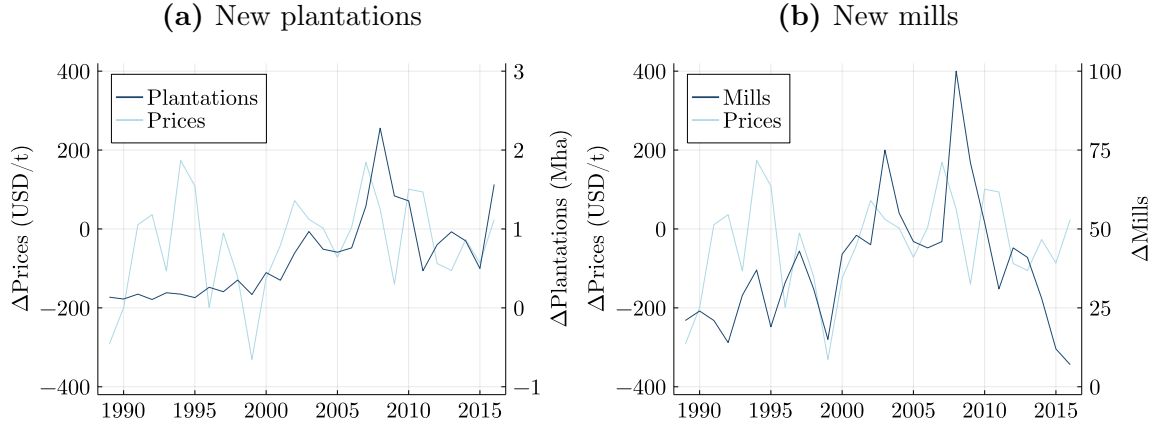 (a) New plantations
ΔPrices (USD/t)
400
200
0
−200
−400
Plantations
Prices
3
2
1
0
−1
ΔPlantations (Mha)
1990 1995 2000 2005 2010 2015
(b) New mills
ΔPrices (USD/t)
400
200
0
−200
−400
Mills
Prices
100
75
50
25
0
ΔMills
1990 1995 2000 2005 2010 2015